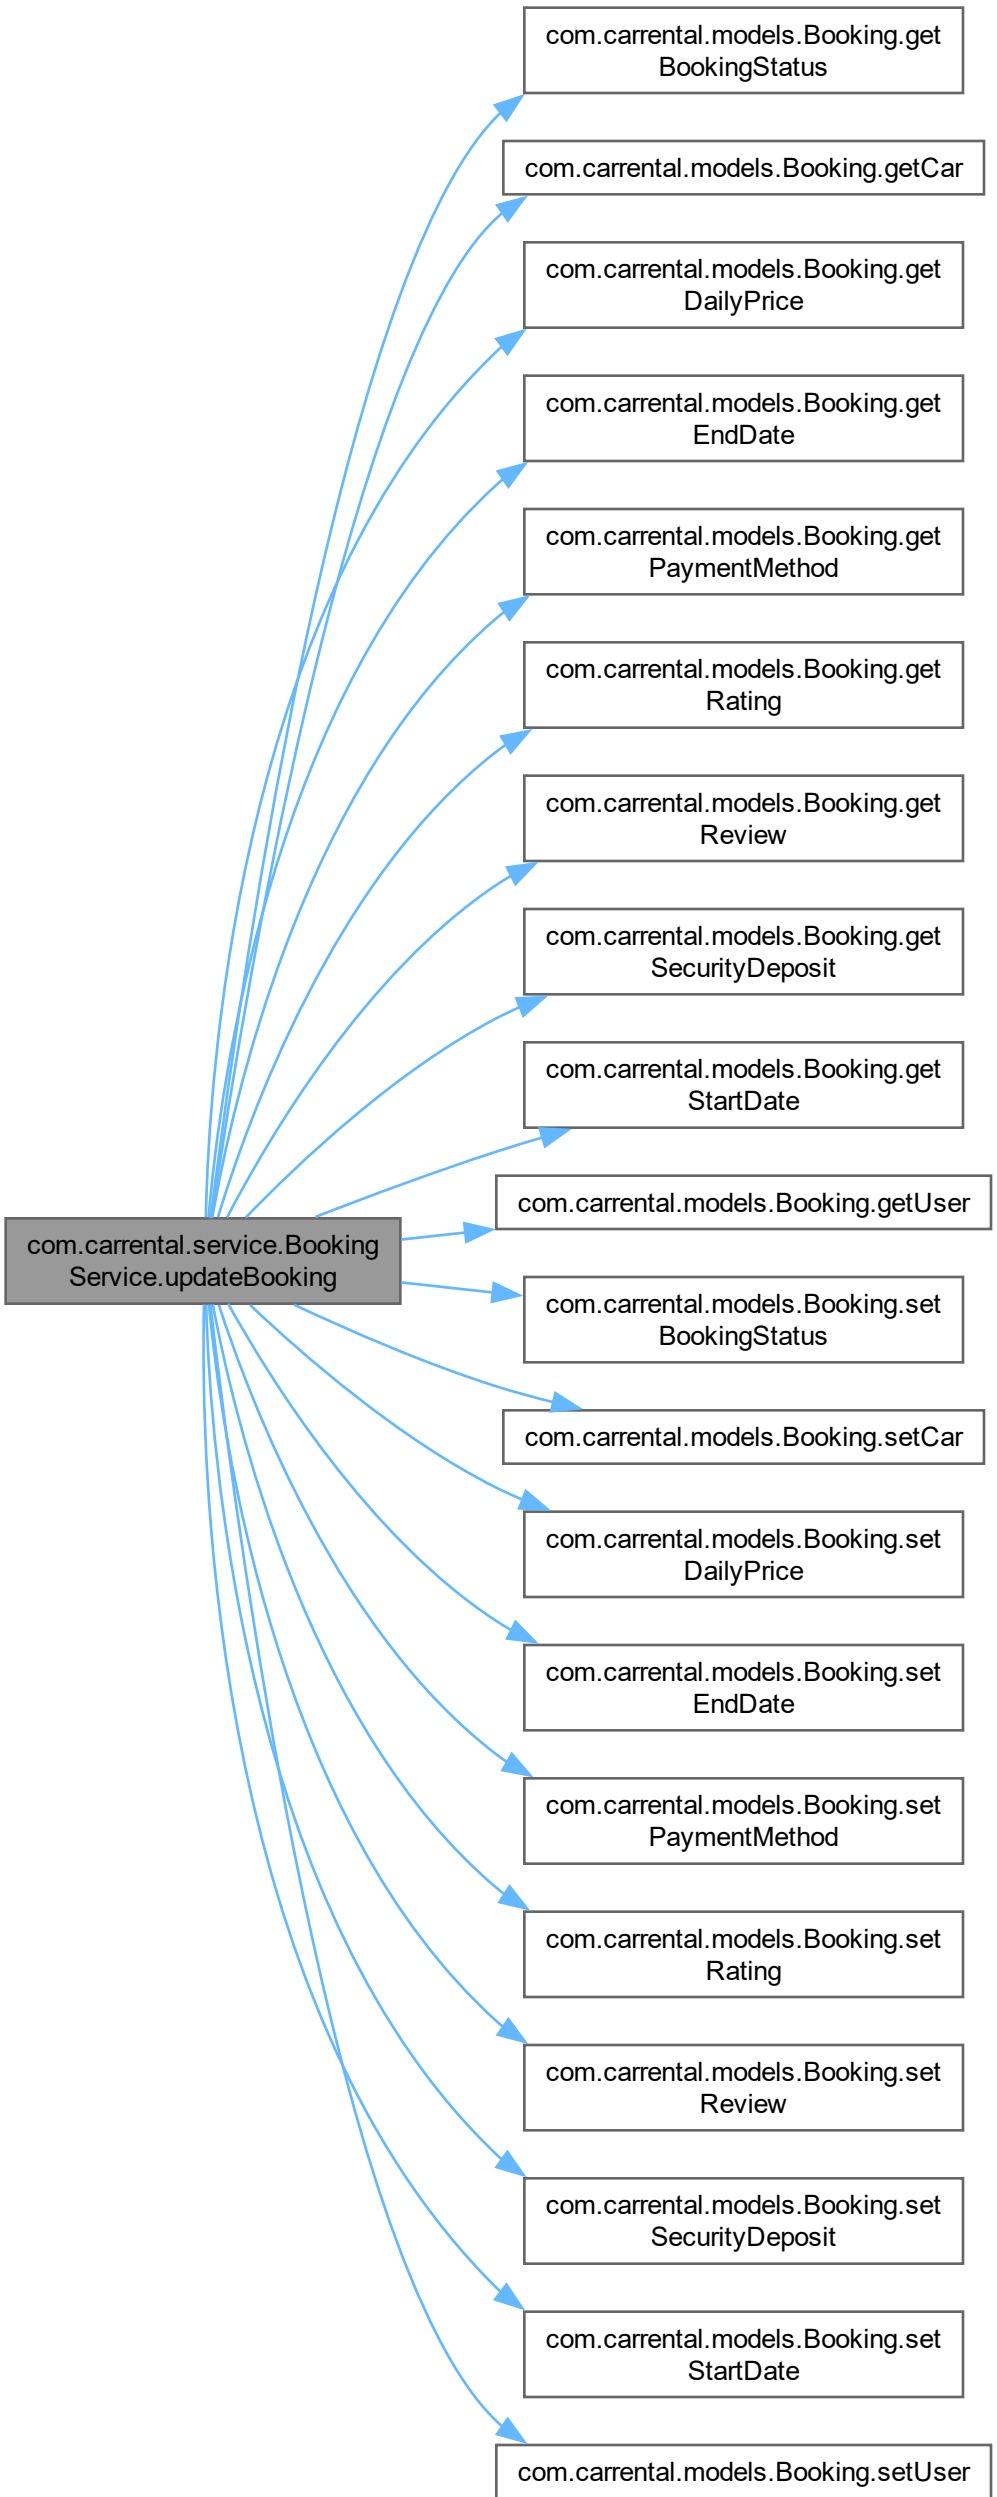 com.carrental.models.Booking.get
BookingStatus
com.carrental.models.Booking.getCar
com.carrental.models.Booking.get
DailyPrice
com.carrental.models.Booking.get
EndDate
com.carrental.models.Booking.get
PaymentMethod
com.carrental.models.Booking.get
Rating
com.carrental.models.Booking.get
Review
com.carrental.models.Booking.get
SecurityDeposit
com.carrental.models.Booking.get
StartDate
com.carrental.models.Booking.getUser
com.carrental.service.Booking
Service.updateBooking
com.carrental.models.Booking.set
BookingStatus
com.carrental.models.Booking.setCar
com.carrental.models.Booking.set
DailyPrice
com.carrental.models.Booking.set
EndDate
com.carrental.models.Booking.set
PaymentMethod
com.carrental.models.Booking.set
Rating
com.carrental.models.Booking.set
Review
com.carrental.models.Booking.set
SecurityDeposit
com.carrental.models.Booking.set
StartDate
com.carrental.models.Booking.setUser